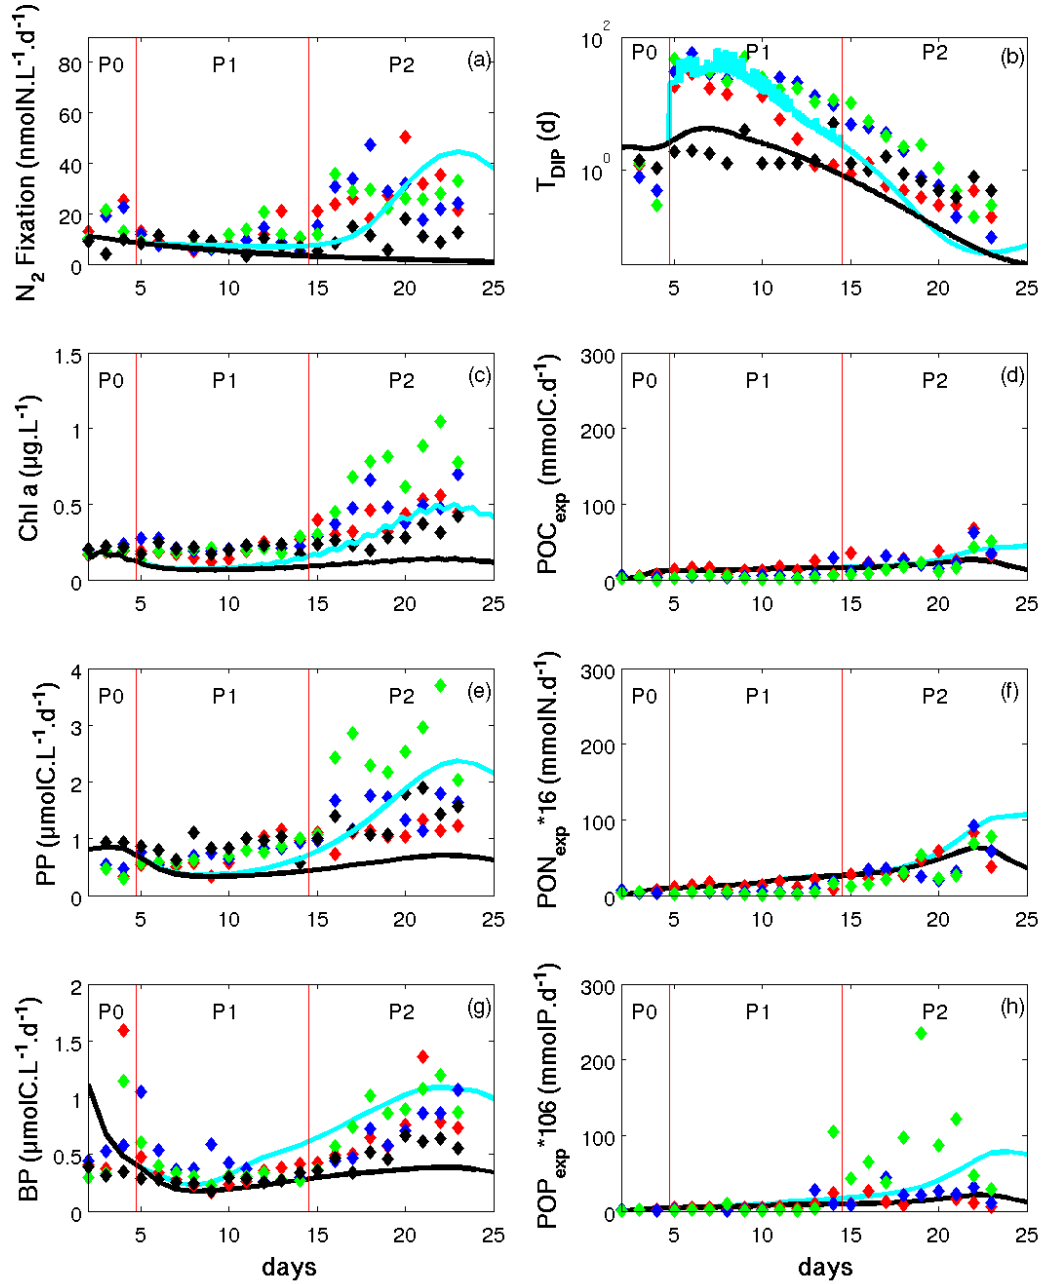 N2 Fixation (nmolN.L-1.d-1)
80
60
40
20
0
P0
P1
P2
(a)
5
10
15
20
25
TDIP (d)
10^2
10^0
P0
P1
P2
(b)
5
10
15
20
25
Chl a (µg.L-1)
1.5
1
0.5
0
P0
P1
P2
(c)
5
10
15
20
25
POCexp (mmolC.d-1)
300
200
100
0
P0
P1
P2
(d)
5
10
15
20
25
PP (µmolC.L-1.d-1)
4
3
2
1
0
P0
P1
P2
(e)
5
10
15
20
25
PONexp*16 (mmolN.d-1)
300
200
100
0
P0
P1
P2
(f)
5
10
15
20
25
BP (µmolC.L-1.d-1)
2
1.5
1
0.5
0
P0
P1
P2
(g)
5
10
15
20
25
days
POPexp*106 (mmolP.d-1)
300
200
100
0
P0
P1
P2
(h)
5
10
15
20
25
days